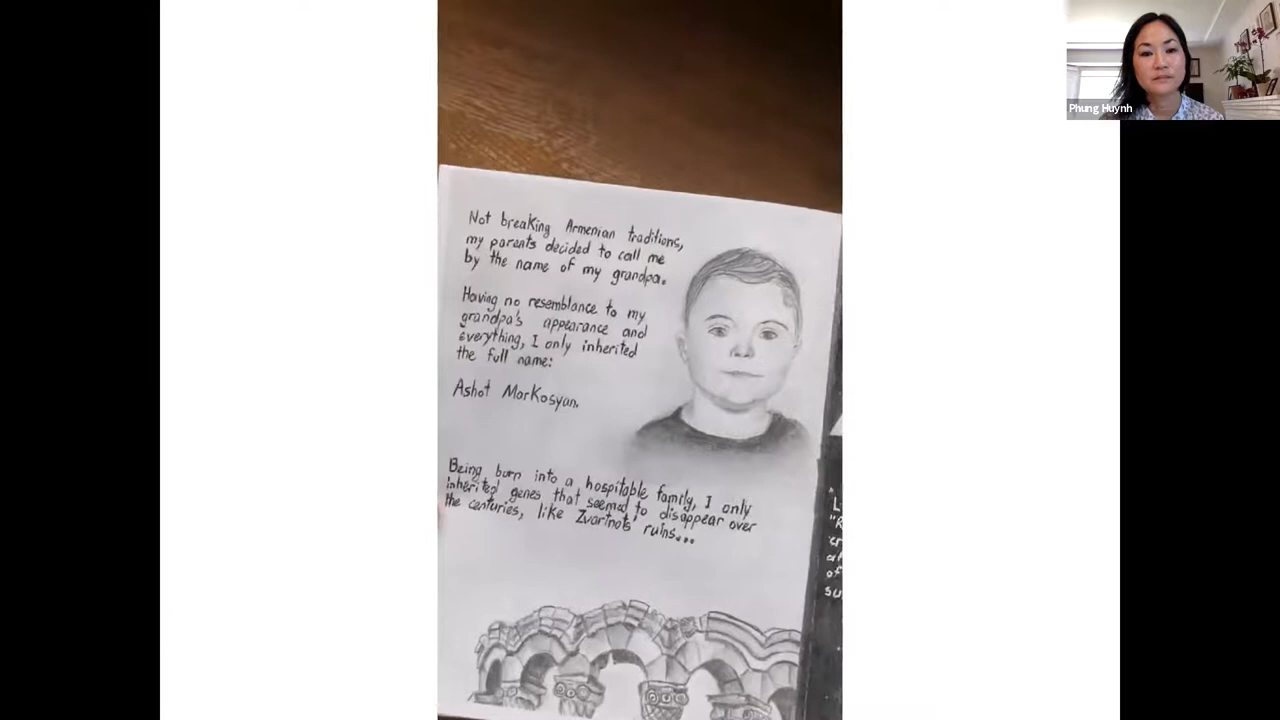 Phung Huynh
Not breaking Armenian traditions,
my parents decided to call me
by the name of my grandpa.
Having no resemblance to my
grandpa's appearance and
everything, I only inherited
the full name:
Ashot Markosyan.
Being born into a hospitable family, I only
inherited genes that seemed to disappear over
the centuries, like Zvartnots' ruins...